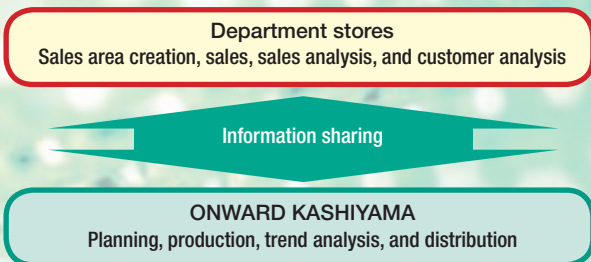 Department stores
Sales area creation, sales, sales analysis, and customer analysis
Information sharing
ONWARD KASHIYAMA
Planning, production, trend analysis, and distribution